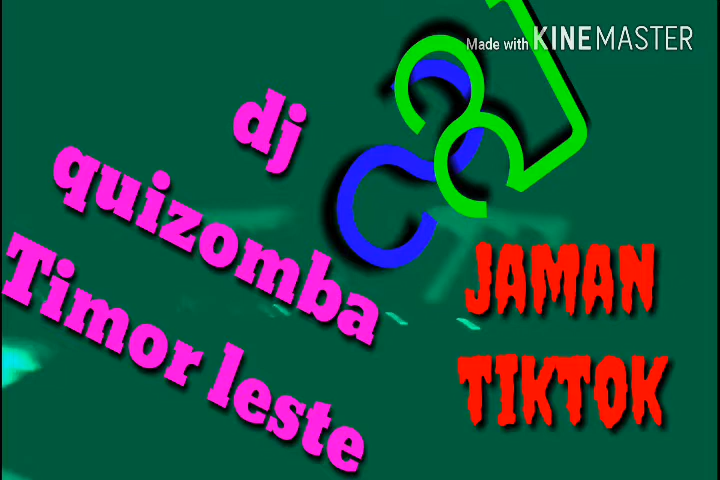 Made with KINEMASTER
dj
quizomba
Timor leste
JAMAN
TIKTOK